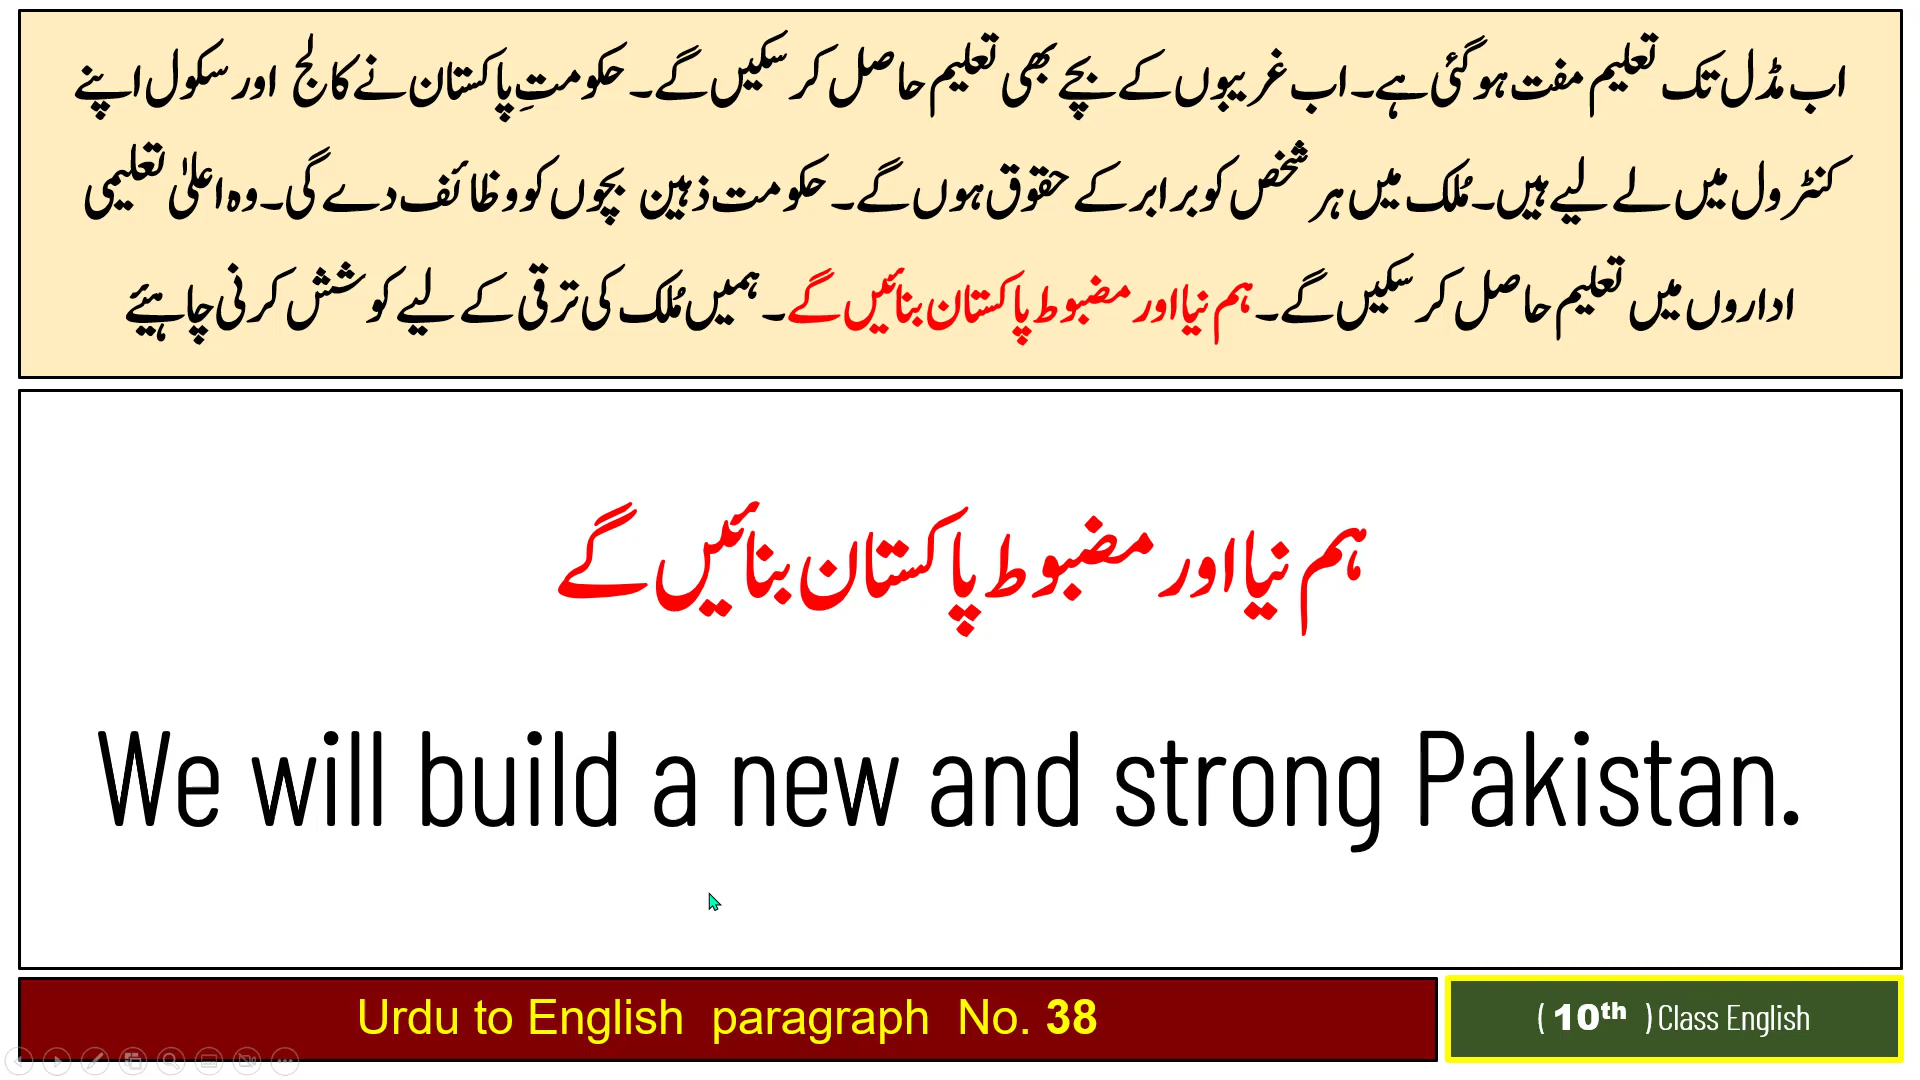 اب مڈل تک تعلیم مفت ہو گئی ہے۔ اب غریبوں کے بچے بھی تعلیم حاصل کر سکیں گے۔ حکومتِ پاکستان نے کالج اور سکول اپنے
کنٹرول میں لے لیے ہیں۔ مُلک میں ہر شخص کو برابر کے حقوق ہوں گے۔ حکومت ذہین بچوں کو وظائف دے گی۔ وہ اعلیٰ تعلیمی
اداروں میں تعلیم حاصل کر سکیں گے۔ ہم نیا اور مضبوط پاکستان بنائیں گے۔ ہمیں مُلک کی ترقی کے لیے کوشش کرنی چاہیئے
ہم نیا اور مضبوط پاکستان بنائیں گے
We will build a new and strong Pakistan.
Urdu to English paragraph No. 38
( 10th ) Class English